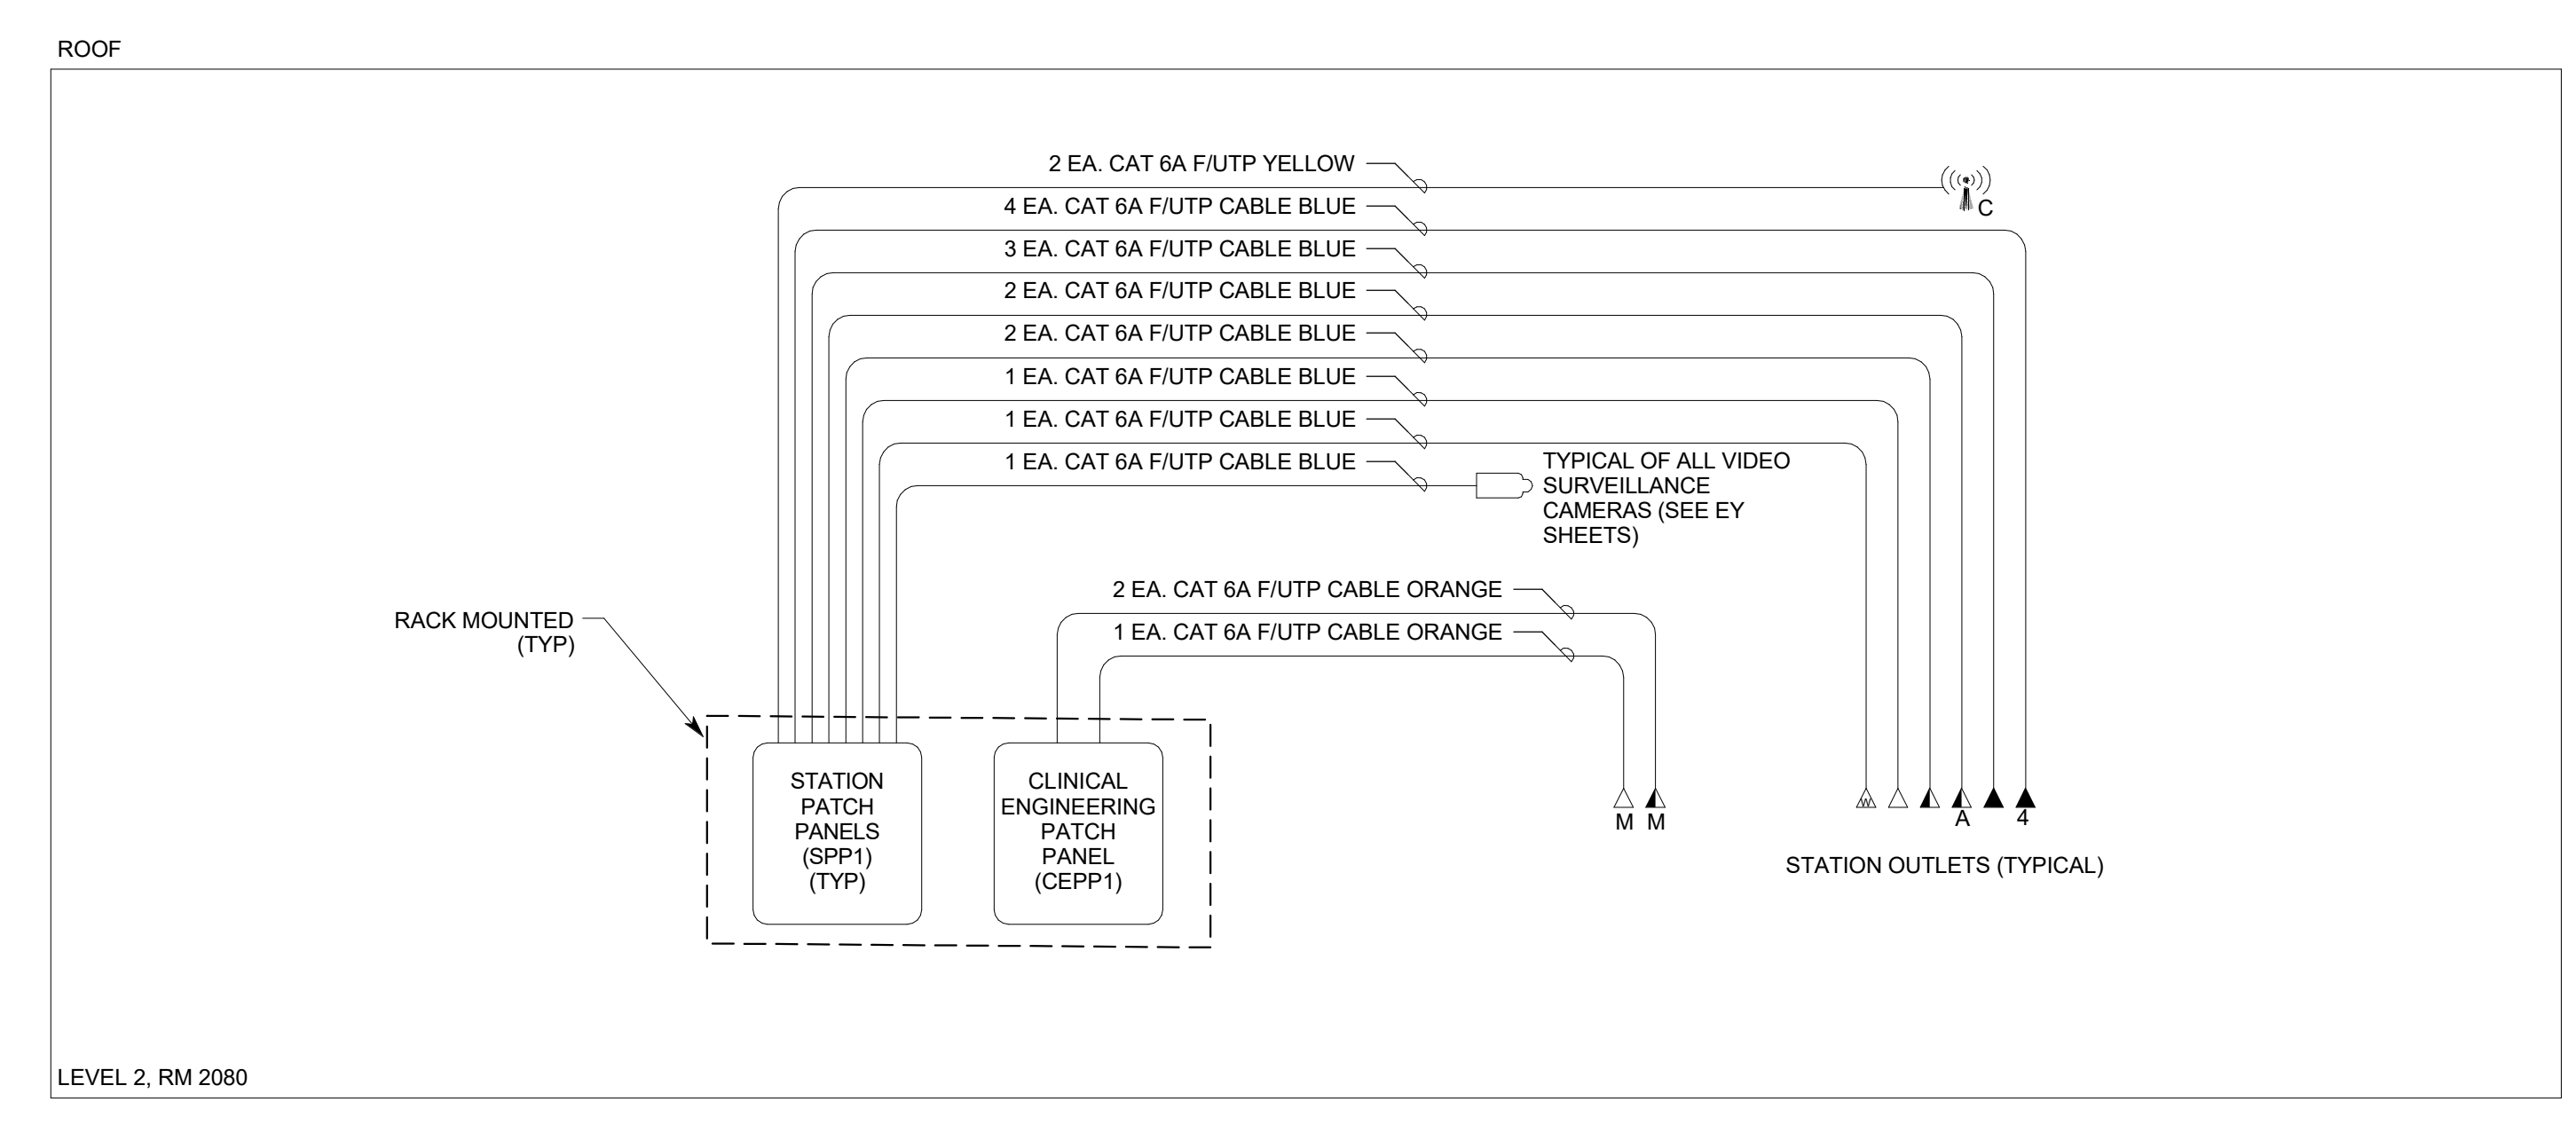 ROOF
2 EA. CAT 6A F/UTP YELLOW
C
4 EA. CAT 6A F/UTP CABLE BLUE
3 EA. CAT 6A F/UTP CABLE BLUE
2 EA. CAT 6A F/UTP CABLE BLUE
2 EA. CAT 6A F/UTP CABLE BLUE
1 EA. CAT 6A F/UTP CABLE BLUE
1 EA. CAT 6A F/UTP CABLE BLUE
1 EA. CAT 6A F/UTP CABLE BLUE
TYPICAL OF ALL VIDEO
SURVEILLANCE
CAMERAS (SEE EY
SHEETS)
2 EA. CAT 6A F/UTP CABLE ORANGE
1 EA. CAT 6A F/UTP CABLE ORANGE
RACK MOUNTED
(TYP)
STATION
PATCH
PANELS
(SPP1)
(TYP)
CLINICAL
ENGINEERING
PATCH
PANEL
(CEPP1)
M M
W
A
4
STATION OUTLETS (TYPICAL)
LEVEL 2, RM 2080